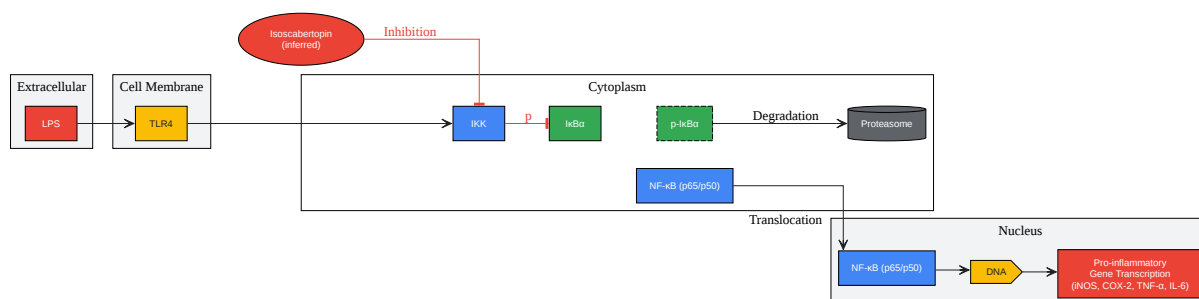 Isoscabertopin
(inferred)
Inhibition
Extracellular
LPS
Cell Membrane
TLR4
Cytoplasm
IKK
p
IκBα
p-IκBα
Degradation
Proteasome
NF-κB (p65/p50)
Translocation
Nucleus
NF-κB (p65/p50)
DNA
Pro-inflammatory
Gene Transcription
(iNOS, COX-2, TNF-α, IL-6)